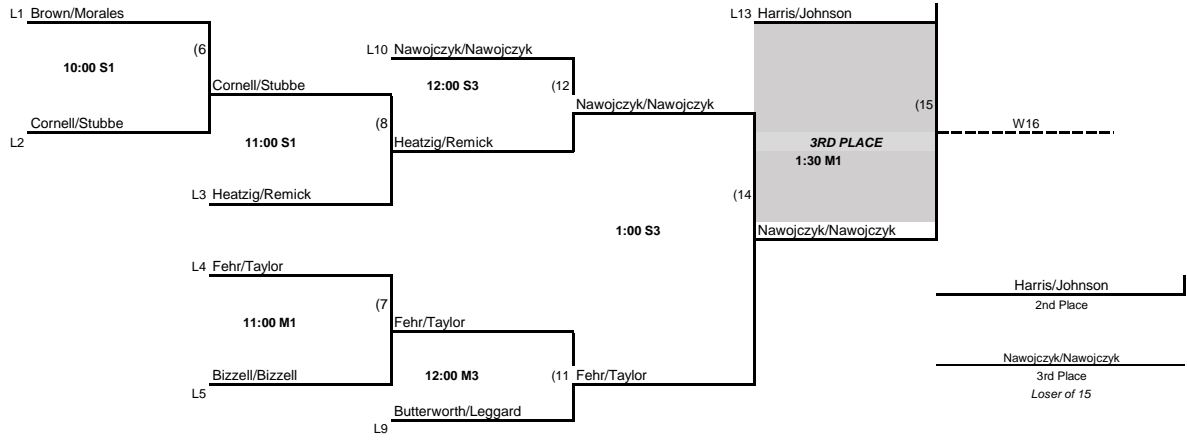 L1 Brown/Morales
L13 Harris/Johnson
(6
L10 Nawojczyk/Nawojczyk
10:00 S1
Cornell/Stubbe
12:00 S3
(12
Nawojczyk/Nawojczyk
(15
Cornell/Stubbe
L2
(8
W16
11:00 S1
Heatzig/Remick
3RD PLACE
1:30 M1
L3 Heatzig/Remick
(14
1:00 S3
Nawojczyk/Nawojczyk
L4 Fehr/Taylor
Harris/Johnson
2nd Place
(7
11:00 M1
Fehr/Taylor
Nawojczyk/Nawojczyk
3rd Place
Loser of 15
Bizzell/Bizzell
L5
12:00 M3
(11 Fehr/Taylor
Butterworth/Leggard
L9